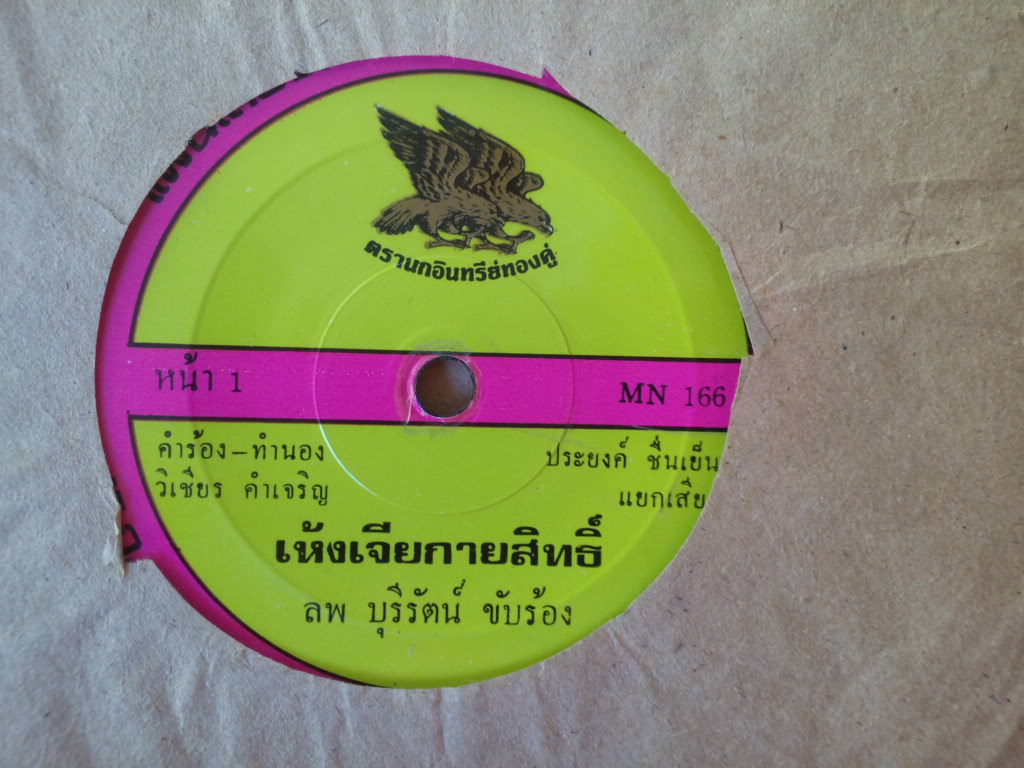 ตรานกอินทรีย์ทองคู่
หน้า 1
MN 166
คำร้อง-ทำนอง
วิเชียร คำเจริญ
ประยงค์ ชื่นเย็น
แยกเสีย
เห้งเจียกายสิทธิ์
ลพ บุรีรัตน์ ขับร้อง